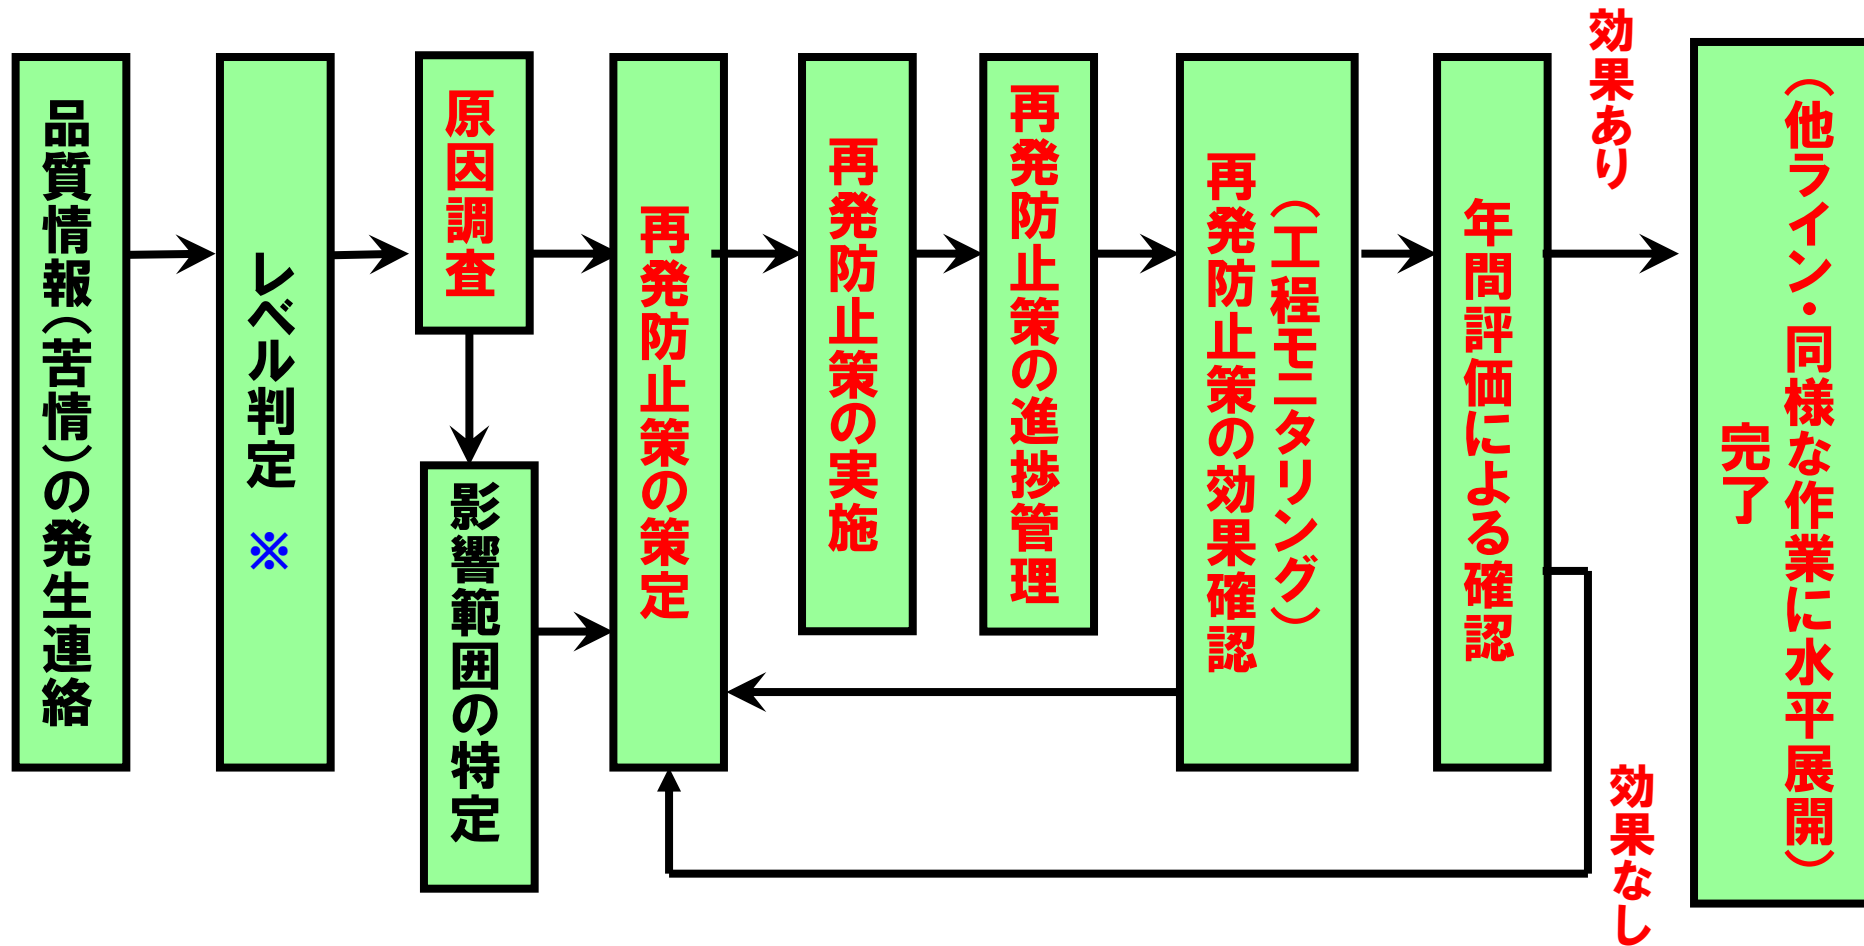 品質情報（苦情）の発生連絡
レベル判定　※
原因調査
影響範囲の特定
再発防止策の策定
再発防止策の実施
再発防止策の進捗管理
（工程モニタリング）
再発防止策の効果確認
年間評価による確認
効果あり
効果なし
（他ライン・同様な作業に水平展開）
完了